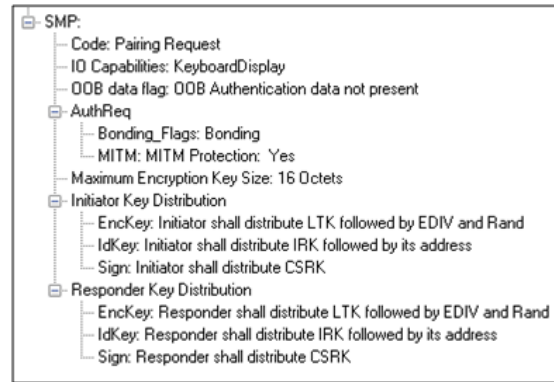 SMP:
Code: Pairing Request
IO Capabilities: KeyboardDisplay
OOB data flag: OOB Authentication data not present
AuthReq
Bonding_Flags: Bonding
MITM: MITM Protection: Yes
Maximum Encryption Key Size: 16 Octets
Initiator Key Distribution
EncKey: Initiator shall distribute LTK followed by EDIV and Rand
IdKey: Initiator shall distribute IRK followed by its address
Sign: Initiator shall distribute CSRK
Responder Key Distribution
EncKey: Responder shall distribute LTK followed by EDIV and Rand
IdKey: Responder shall distribute IRK followed by its address
Sign: Responder shall distribute CSRK